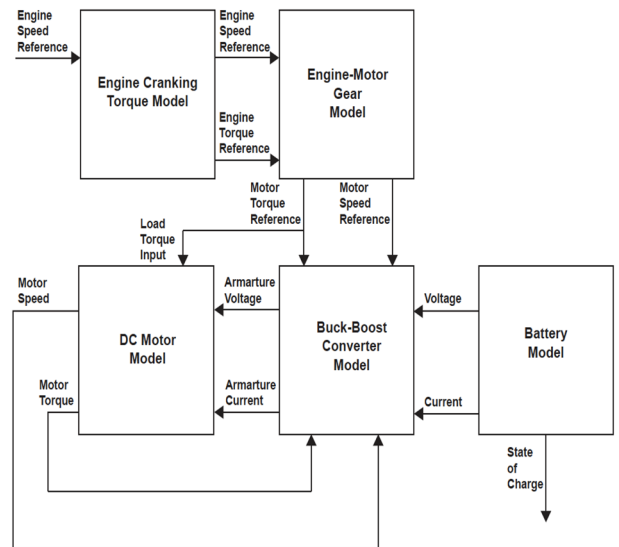 Engine
Speed
Reference
Engine
Speed
Reference
Engine Cranking
Torque Model
Engine-Motor
Gear
Model
Engine
Torque
Reference
Motor
Torque
Reference
Motor
Speed
Reference
Load
Torque
Input
Motor
Speed
Armarture
Voltage
Voltage
DC Motor
Model
Buck-Boost
Converter
Model
Battery
Model
Motor
Torque
Armarture
Current
Current
State
of
Charge